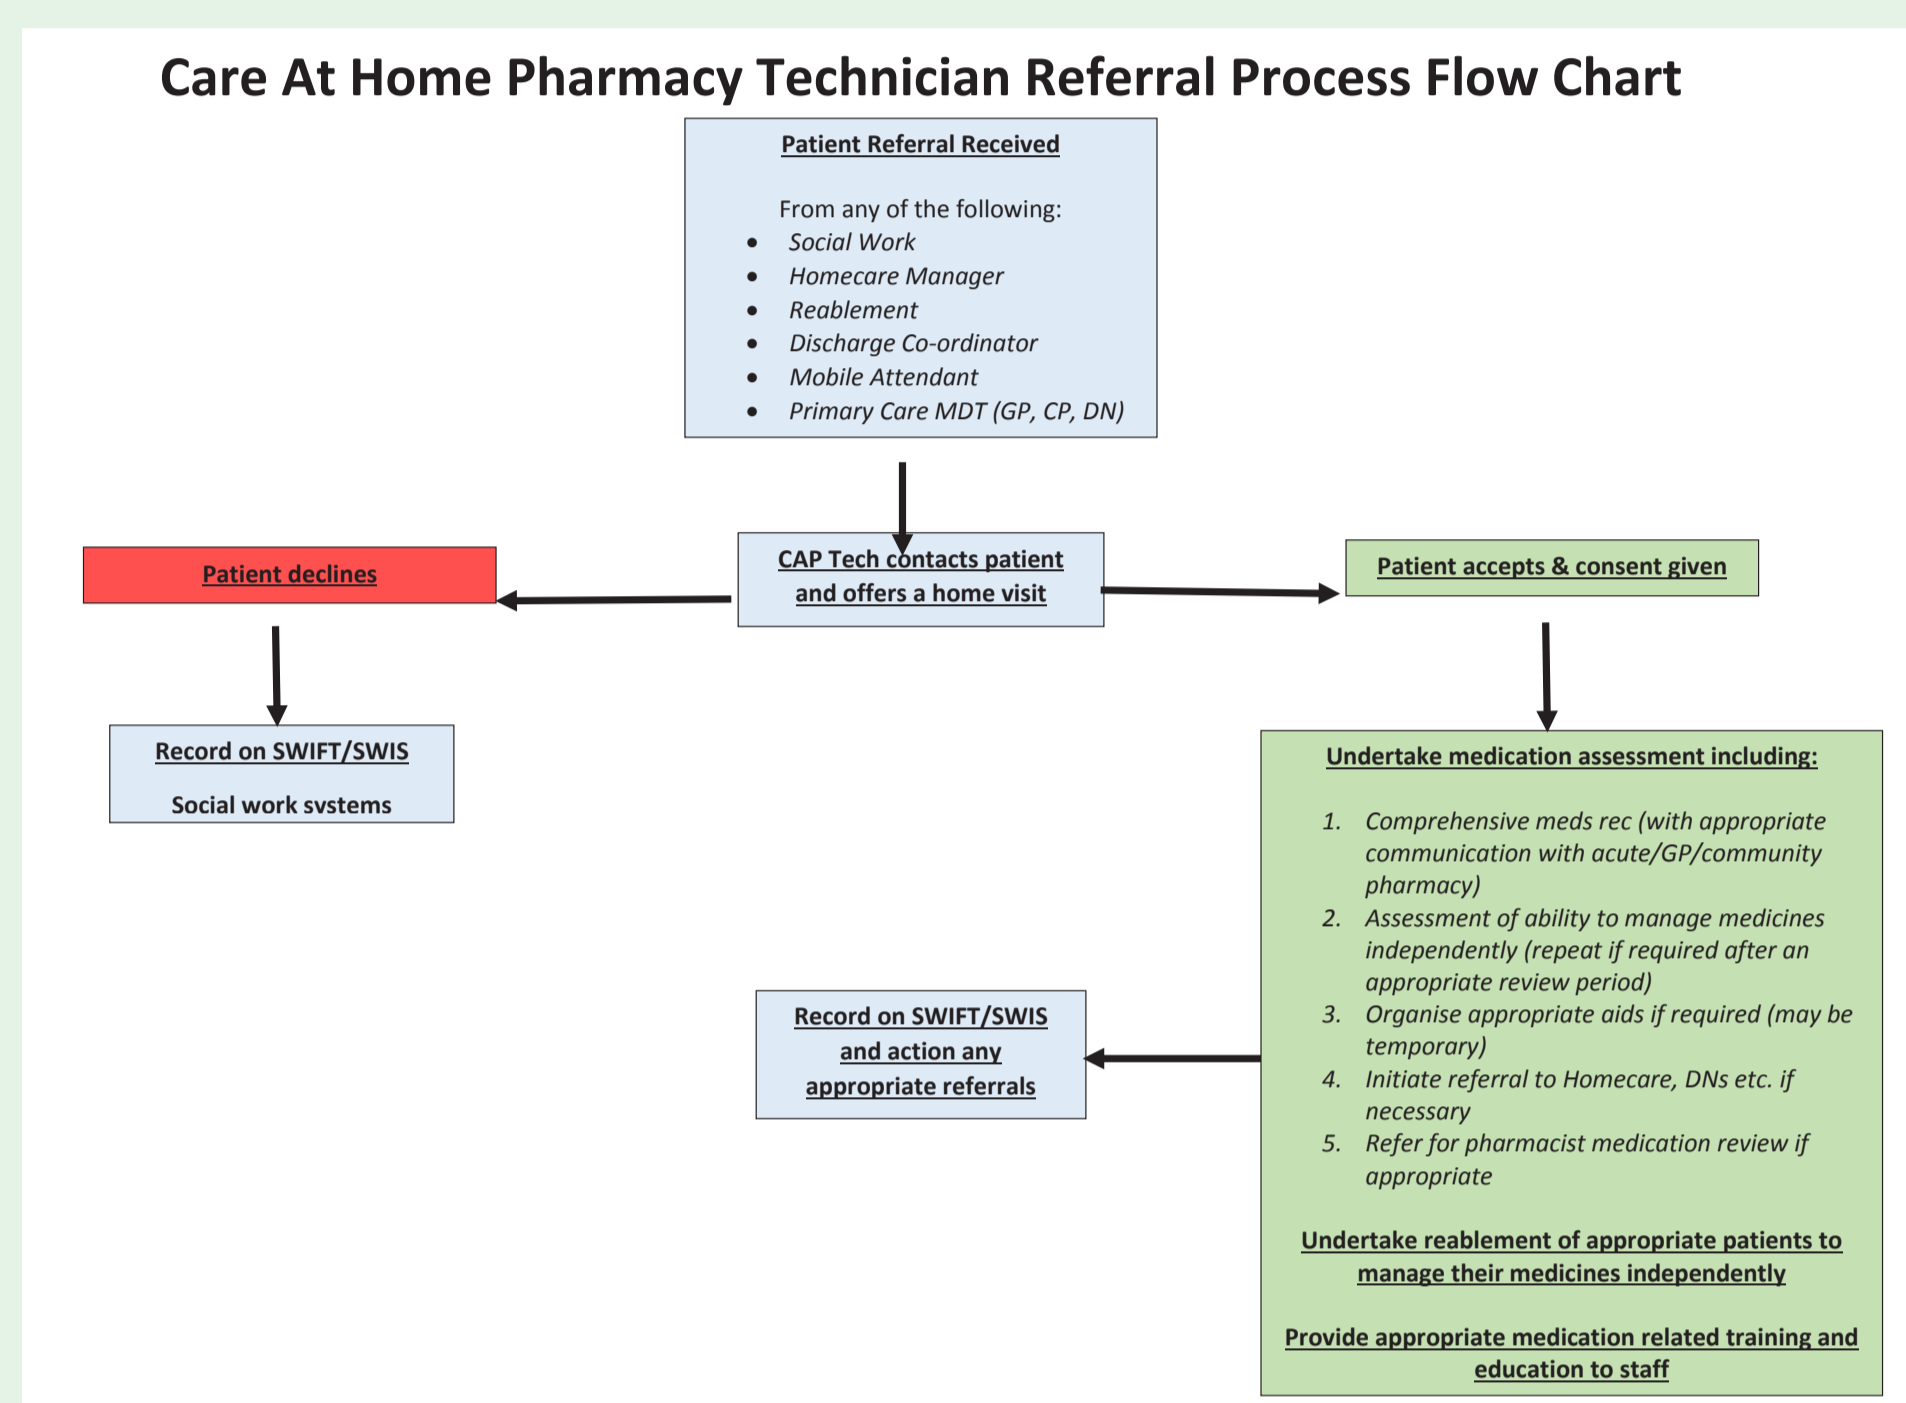 Care At Home Pharmacy Technician Referral Process Flow Chart
Patient Referral Received
From any of the following:
• Social Work
• Homecare Manager
• Reablement
• Discharge Co-ordinator
• Mobile Attendant
• Primary Care MDT (GP, CP, DN)
Patient declines
CAP Tech contacts patient
and offers a home visit
Patient accepts & consent given
Record on SWIFT/SWIS
Social work systems
Undertake medication assessment including:
1. Comprehensive meds rec (with appropriate
communication with acute/GP/community
pharmacy)
2. Assessment of ability to manage medicines
independently (repeat if required after an
appropriate review period)
3. Organise appropriate aids if required (may be
temporary)
4. Initiate referral to Homecare, DNs etc. if
necessary
5. Refer for pharmacist medication review if
appropriate
Undertake reablement of appropriate patients to
manage their medicines independently
Provide appropriate medication related training and
education to staff
Record on SWIFT/SWIS
and action any
appropriate referrals